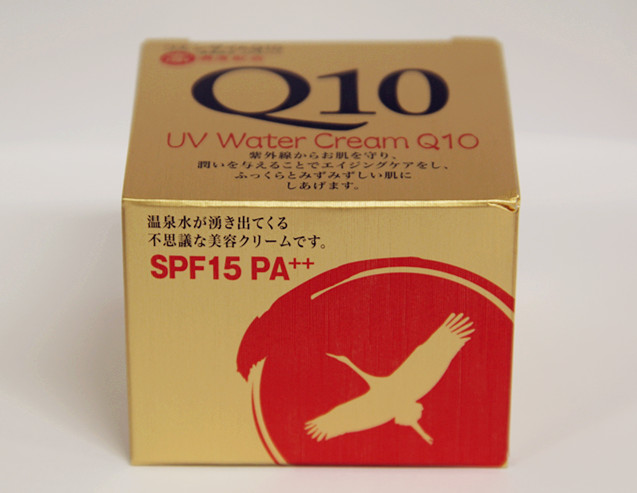 Q10
UV Water Cream Q10
紫外線からお肌を守り、
潤いを与えることでエイジングケアをし、
ふっくらとみずみずしい肌に
しあげます。
温泉水が湧き出てくる
不思議な美容クリームです。
SPF15 PA++